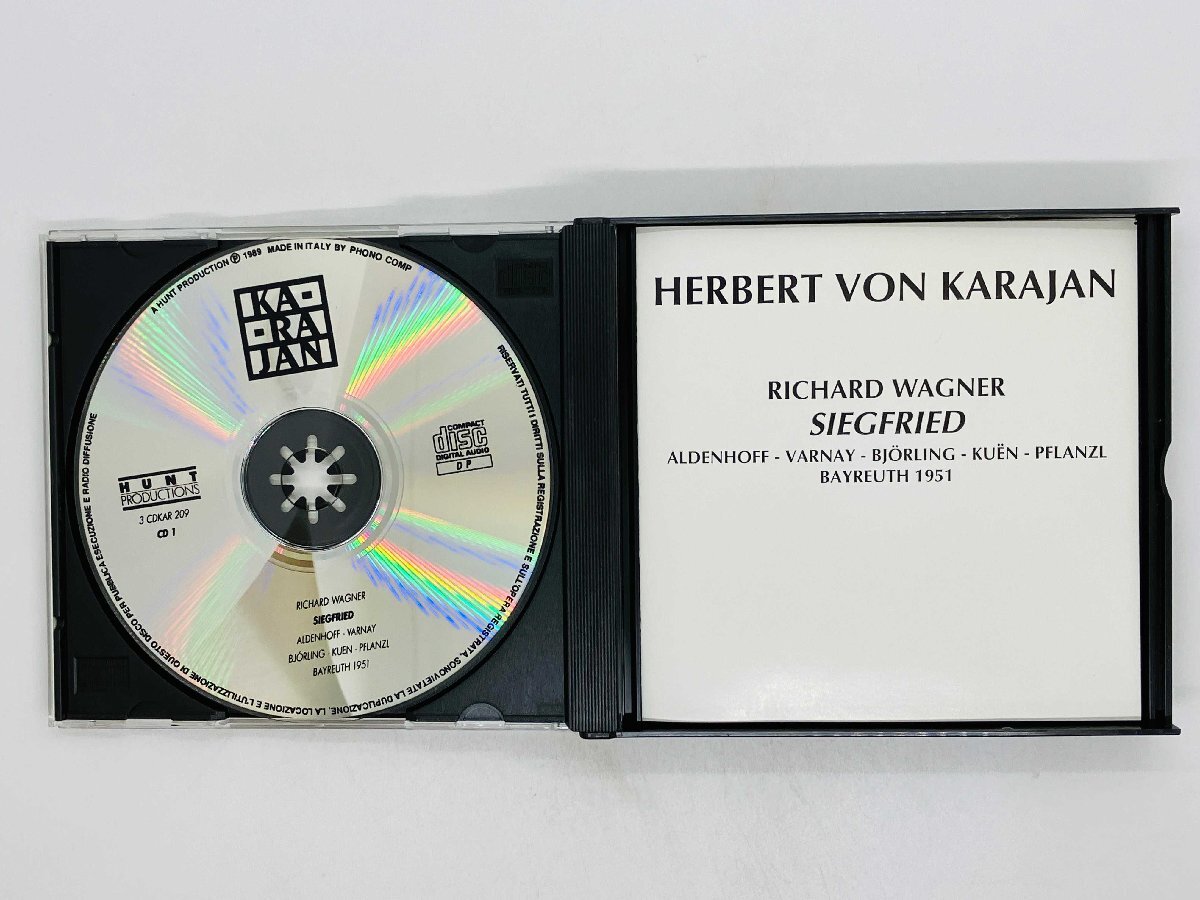 A HUNT PRODUCTION Ⓟ 1989 MADE IN ITALY BY PHONO COMP
KA
RA
JAN
RISERVATI TUTTI I DIRITTI SULLA REGISTRAZIONE E SULL'OPERA REGISTRATA, SONO VIETATE LA DUPLICAZIONE, LA LOCAZIONE E L'UTILIZZAZIONE DI QUESTO DISCO PER PUBBLICA ESECUZIONE E RADIO DIFFUSIONE
COMPACT
disc
DIGITAL AUDIO
DP
HUNT
PRODUCTIONS
3 CDKAR 209
CD 1
RICHARD WAGNER
SIEGFRIED
ALDENHOFF - VARNAY
BJÖRLING - KUEN - PFLANZL
BAYREUTH 1951
HERBERT VON KARAJAN
RICHARD WAGNER
SIEGFRIED
ALDENHOFF - VARNAY - BJÖRLING - KUËN - PFLANZL
BAYREUTH 1951